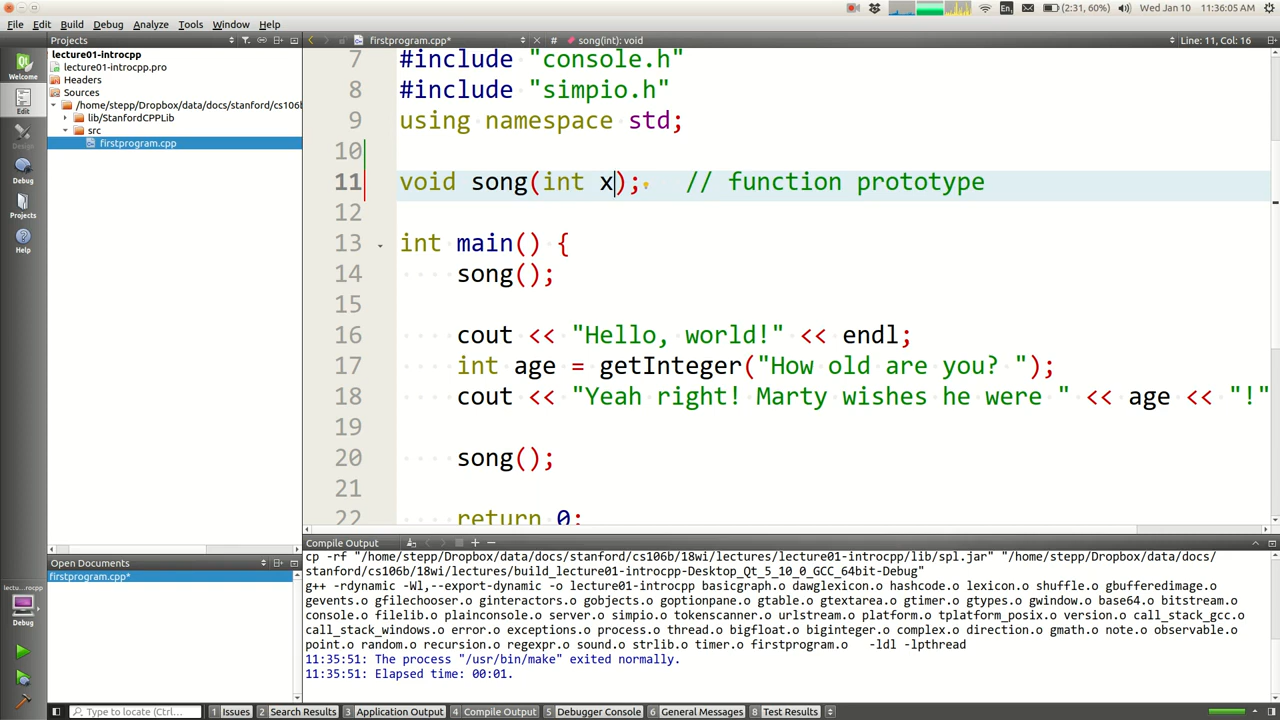 En,
(2:31, 60%)
Wed Jan 10
11:36:05 AM
File Edit Build Debug Analyze Tools Window Help
Projects
firstprogram.cpp*
song(int): void
Line: 11, Col: 16
Welcome
Edit
Design
Debug
Projects
Help
lecture01-introcpp
lecture01-introcpp.pro
Headers
Sources
/home/stepp/Dropbox/data/docs/stanford/cs106b
lib/StanfordCPPLib
src
firstprogram.cpp
7 #include "console.h"
8 #include "simpio.h"
9 using namespace std;
10
11 void song(int x); // function prototype
12
13 int main() {
14 song();
15
16 cout << "Hello, world!" << endl;
17 int age = getInteger("How old are you? ");
18 cout << "Yeah right! Marty wishes he were " << age << "!"
19
20 song();
21
22 return 0;
Open Documents
firstprogram.cpp*
lectu...rocpp
Debug
Compile Output
cp -rf "/home/stepp/Dropbox/data/docs/stanford/cs106b/18wi/lectures/lecture01-introcpp/lib/spl.jar" "/home/stepp/Dropbox/data/docs/
stanford/cs106b/18wi/lectures/build_lecture01-introcpp-Desktop_Qt_5_10_0_GCC_64bit-Debug"
g++ -rdynamic -Wl,--export-dynamic -o lecture01-introcpp basicgraph.o dawglexicon.o hashcode.o lexicon.o shuffle.o gbufferedimage.o
gevents.o gfilechooser.o ginteractors.o gobjects.o goptionpane.o gtable.o gtextarea.o gtimer.o gtypes.o gwindow.o base64.o bitstream.o
console.o filelib.o plainconsole.o server.o simpio.o tokenscanner.o urlstream.o platform.o tplatform_posix.o version.o call_stack_gcc.o
call_stack_windows.o error.o exceptions.o process.o thread.o bigfloat.o biginteger.o complex.o direction.o gmath.o note.o observable.o
point.o random.o recursion.o regexpr.o sound.o strlib.o timer.o firstprogram.o -ldl -lpthread
11:35:51: The process "/usr/bin/make" exited normally.
11:35:51: Elapsed time: 00:01.
Type to locate (Ctrl-...
1 Issues
2 Search Results
3 Application Output
4 Compile Output
5 Debugger Console
6 General Messages
8 Test Results